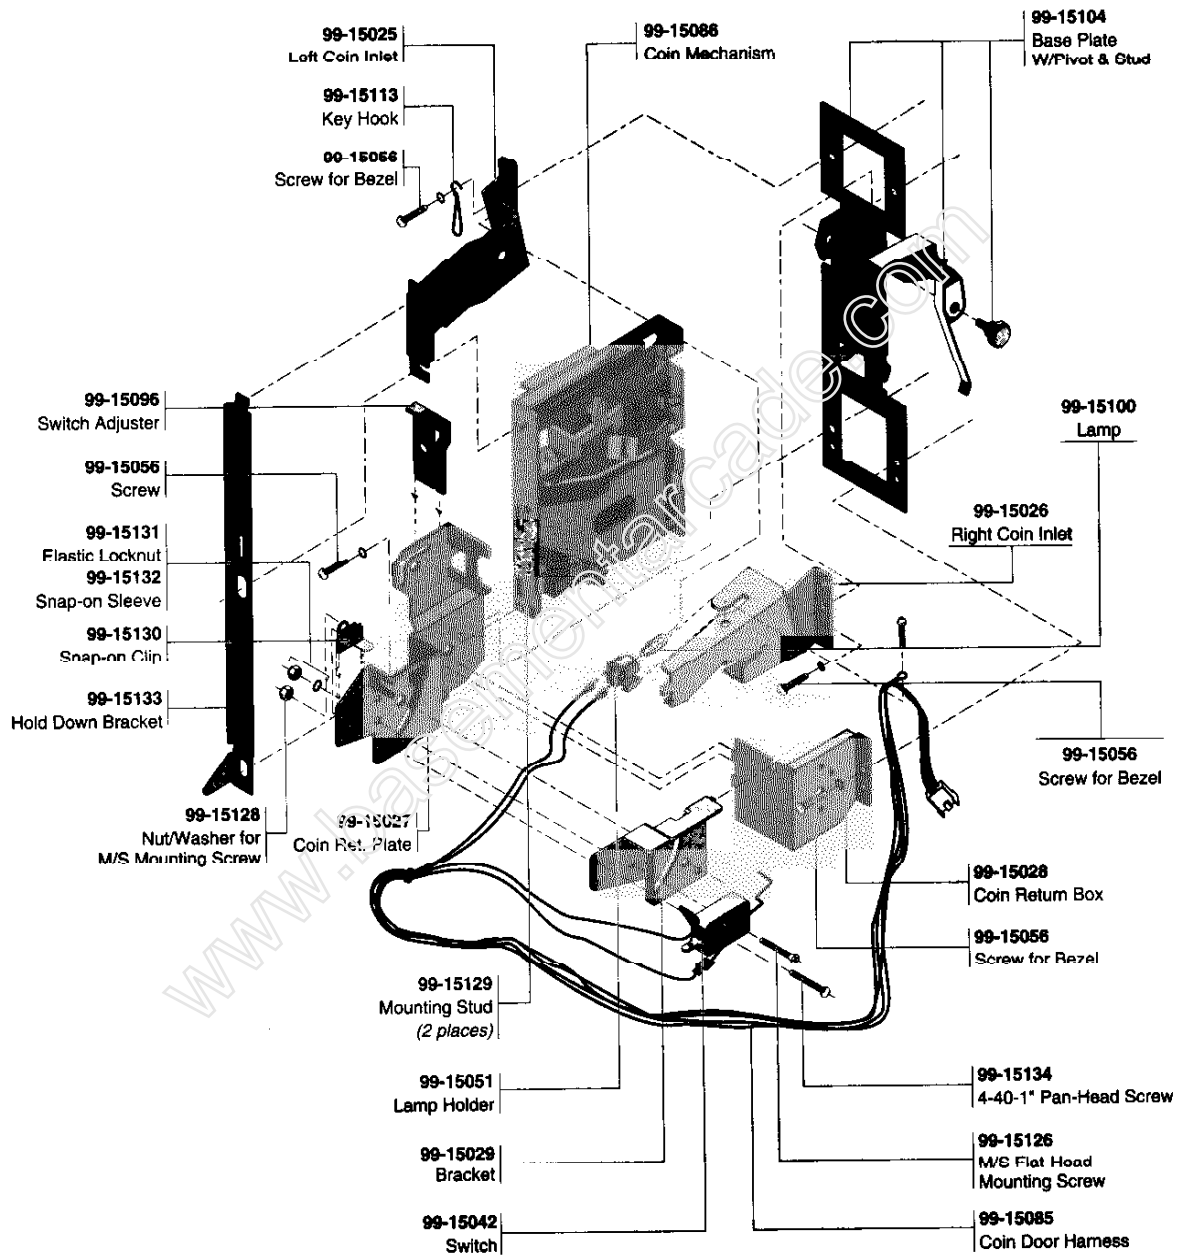 99-15025
Left Coin Inlet
99-15086
Coin Mechanism
99-15104
Base Plate
W/Pivot & Stud
99-15113
Key Hook
99-15056
Screw for Bezel
99-15096
Switch Adjuster
99-15100
Lamp
99-15056
Screw
99-15026
Right Coin Inlet
99-15131
Elastic Locknut
99-15132
Snap-on Sleeve
99-15130
Snap-on Clip
99-15133
Hold Down Bracket
99-15056
Screw for Bezel
99-15128
Nut/Washer for
M/S Mounting Screw
99-15027
Coin Ret. Plate
99-15028
Coin Return Box
99-15056
Screw for Bezel
99-15129
Mounting Stud
(2 places)
99-15051
Lamp Holder
99-15134
4-40-1" Pan-Head Screw
99-15029
Bracket
99-15126
M/S Flat Head
Mounting Screw
99-15042
Switch
99-15085
Coin Door Harness
www.basementarcade.com